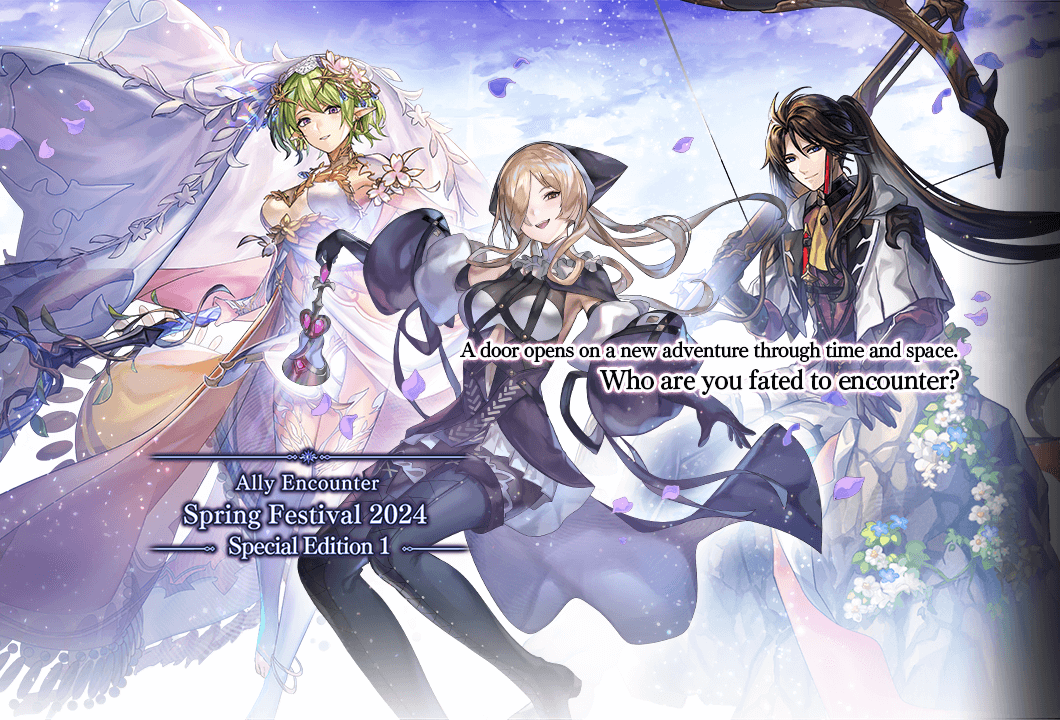 A door opens on a new adventure through time and space.
Who are you fated to encounter?
Ally Encounter
Spring Festival 2024
Special Edition 1